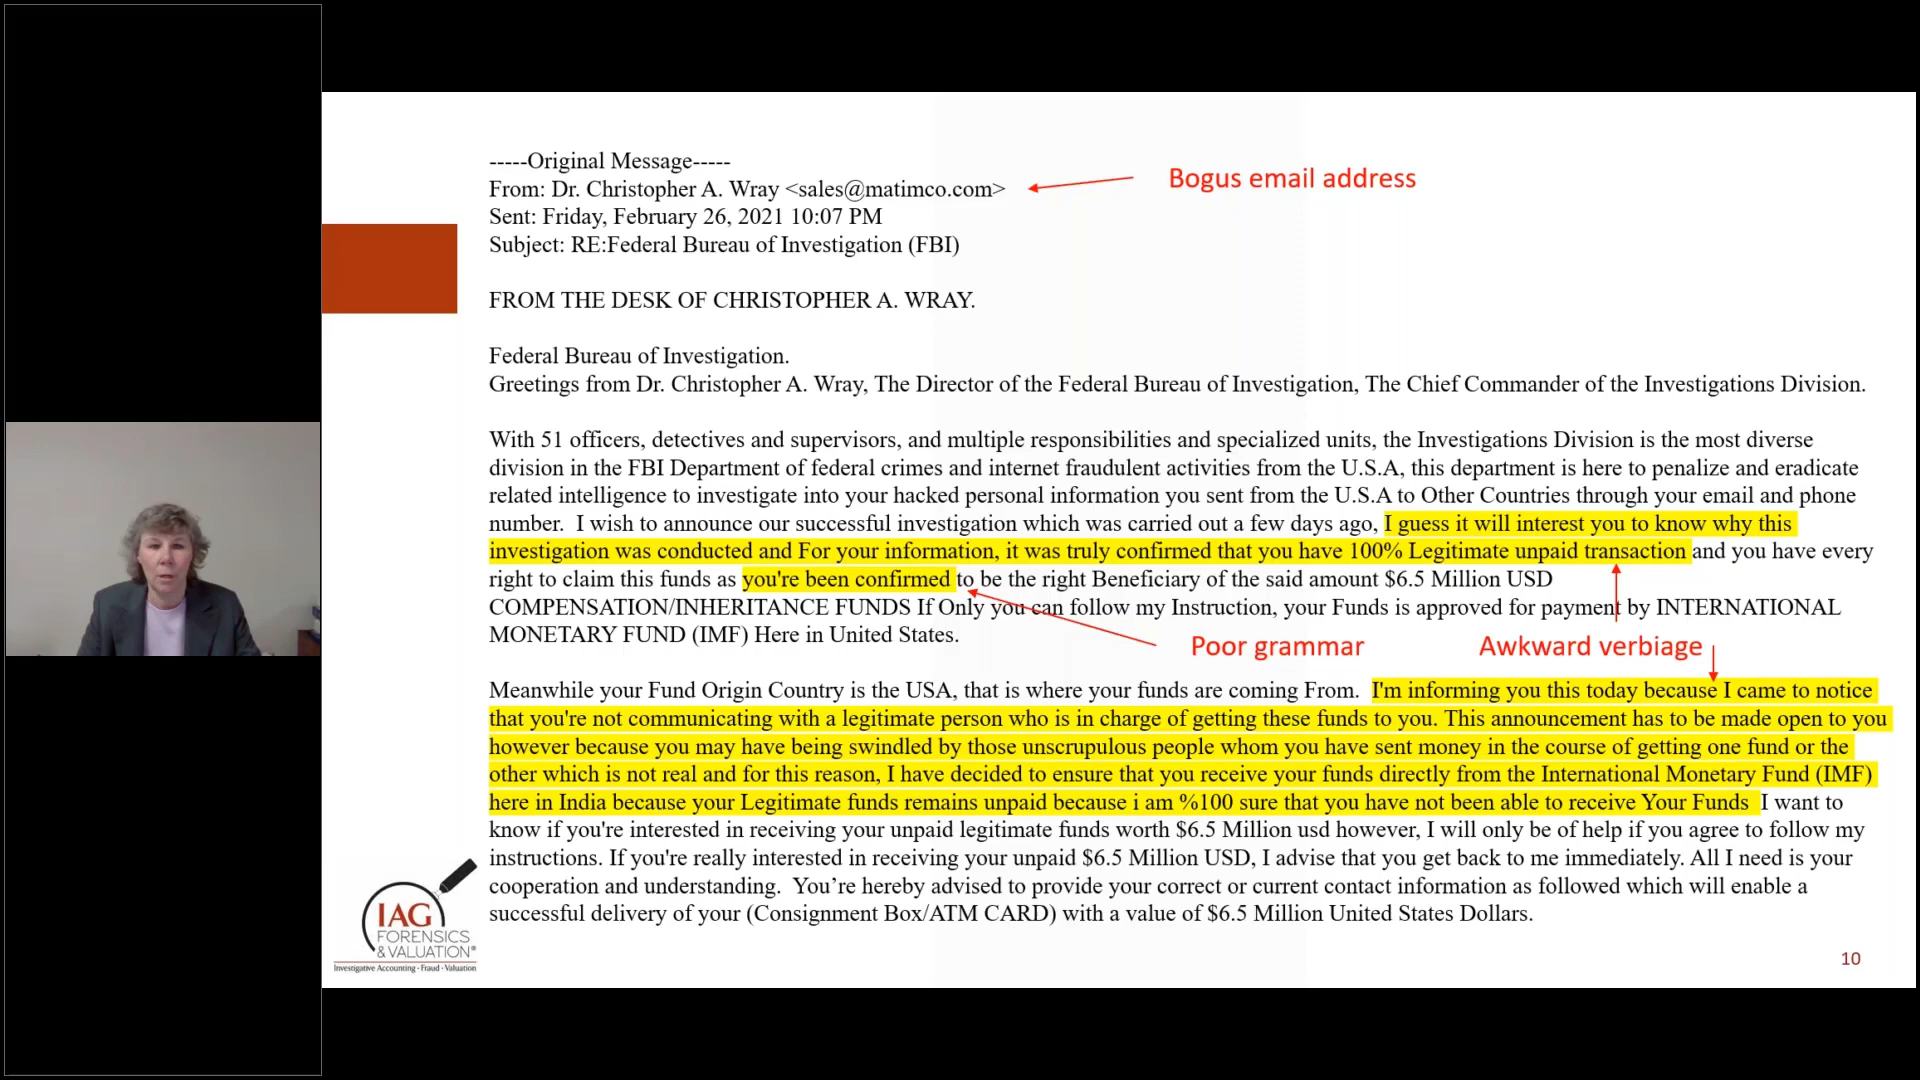 -----Original Message-----
From: Dr. Christopher A. Wray <sales@matimco.com>
Bogus email address
Sent: Friday, February 26, 2021 10:07 PM
Subject: RE:Federal Bureau of Investigation (FBI)
FROM THE DESK OF CHRISTOPHER A. WRAY.
Federal Bureau of Investigation.
Greetings from Dr. Christopher A. Wray, The Director of the Federal Bureau of Investigation, The Chief Commander of the Investigations Division.
With 51 officers, detectives and supervisors, and multiple responsibilities and specialized units, the Investigations Division is the most diverse
division in the FBI Department of federal crimes and internet fraudulent activities from the U.S.A, this department is here to penalize and eradicate
related intelligence to investigate into your hacked personal information you sent from the U.S.A to Other Countries through your email and phone
number.  I wish to announce our successful investigation which was carried out a few days ago, I guess it will interest you to know why this
investigation was conducted and For your information, it was truly confirmed that you have 100% Legitimate unpaid transaction and you have every
right to claim this funds as you're been confirmed to be the right Beneficiary of the said amount $6.5 Million USD
COMPENSATION/INHERITANCE FUNDS If Only you can follow my Instruction, your Funds is approved for payment by INTERNATIONAL
MONETARY FUND (IMF) Here in United States.
Poor grammar
Awkward verbiage
Meanwhile your Fund Origin Country is the USA, that is where your funds are coming From.  I'm informing you this today because I came to notice
that you're not communicating with a legitimate person who is in charge of getting these funds to you. This announcement has to be made open to you
however because you may have being swindled by those unscrupulous people whom you have sent money in the course of getting one fund or the
other which is not real and for this reason, I have decided to ensure that you receive your funds directly from the International Monetary Fund (IMF)
here in India because your Legitimate funds remains unpaid because i am %100 sure that you have not been able to receive Your Funds  I want to
know if you're interested in receiving your unpaid legitimate funds worth $6.5 Million usd however, I will only be of help if you agree to follow my
instructions. If you're really interested in receiving your unpaid $6.5 Million USD, I advise that you get back to me immediately. All I need is your
cooperation and understanding.  You’re hereby advised to provide your correct or current contact information as followed which will enable a
successful delivery of your (Consignment Box/ATM CARD) with a value of $6.5 Million United States Dollars.
IAG
FORENSICS
& VALUATION®
Investigative Accounting · Fraud · Valuation
10